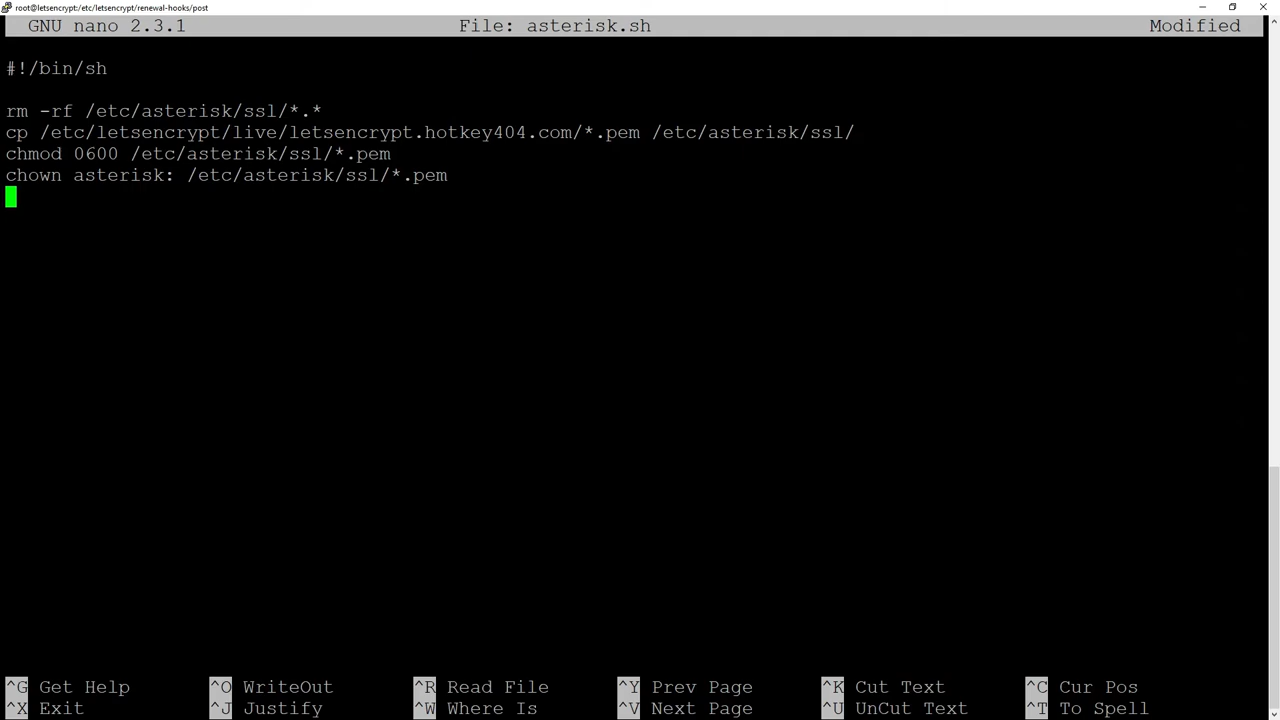 root@letsencrypt:/etc/letsencrypt/renewal-hooks/post
GNU nano 2.3.1 File: asterisk.sh Modified
#!/bin/sh
rm -rf /etc/asterisk/ssl/*.*
cp /etc/letsencrypt/live/letsencrypt.hotkey404.com/*.pem /etc/asterisk/ssl/
chmod 0600 /etc/asterisk/ssl/*.pem
chown asterisk: /etc/asterisk/ssl/*.pem
^G Get Help ^O WriteOut ^R Read File ^Y Prev Page ^K Cut Text ^C Cur Pos
^X Exit ^J Justify ^W Where Is ^V Next Page ^U UnCut Text ^T To Spell